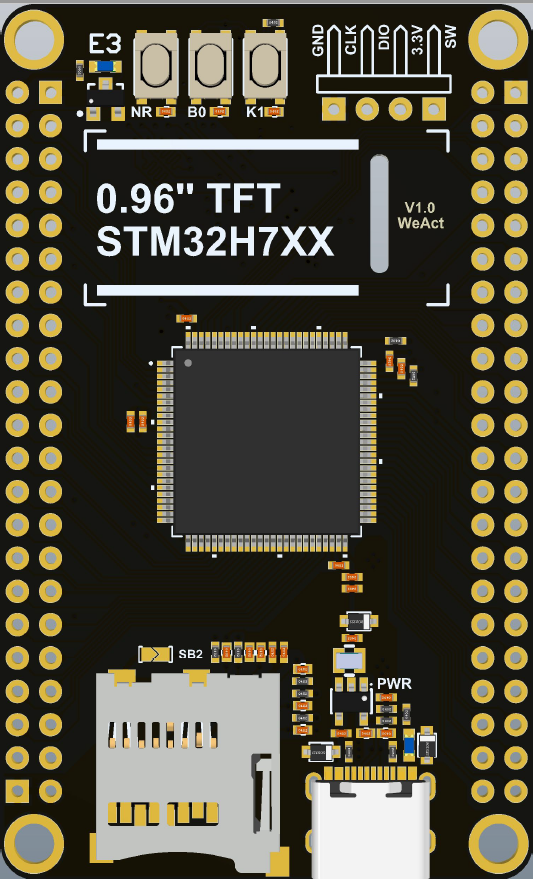 E3
GND
CLK
DIO
3.3V
SW
NR
B0
K1
0.96" TFT
STM32H7XX
V1.0
WeAct
SB2
PWR